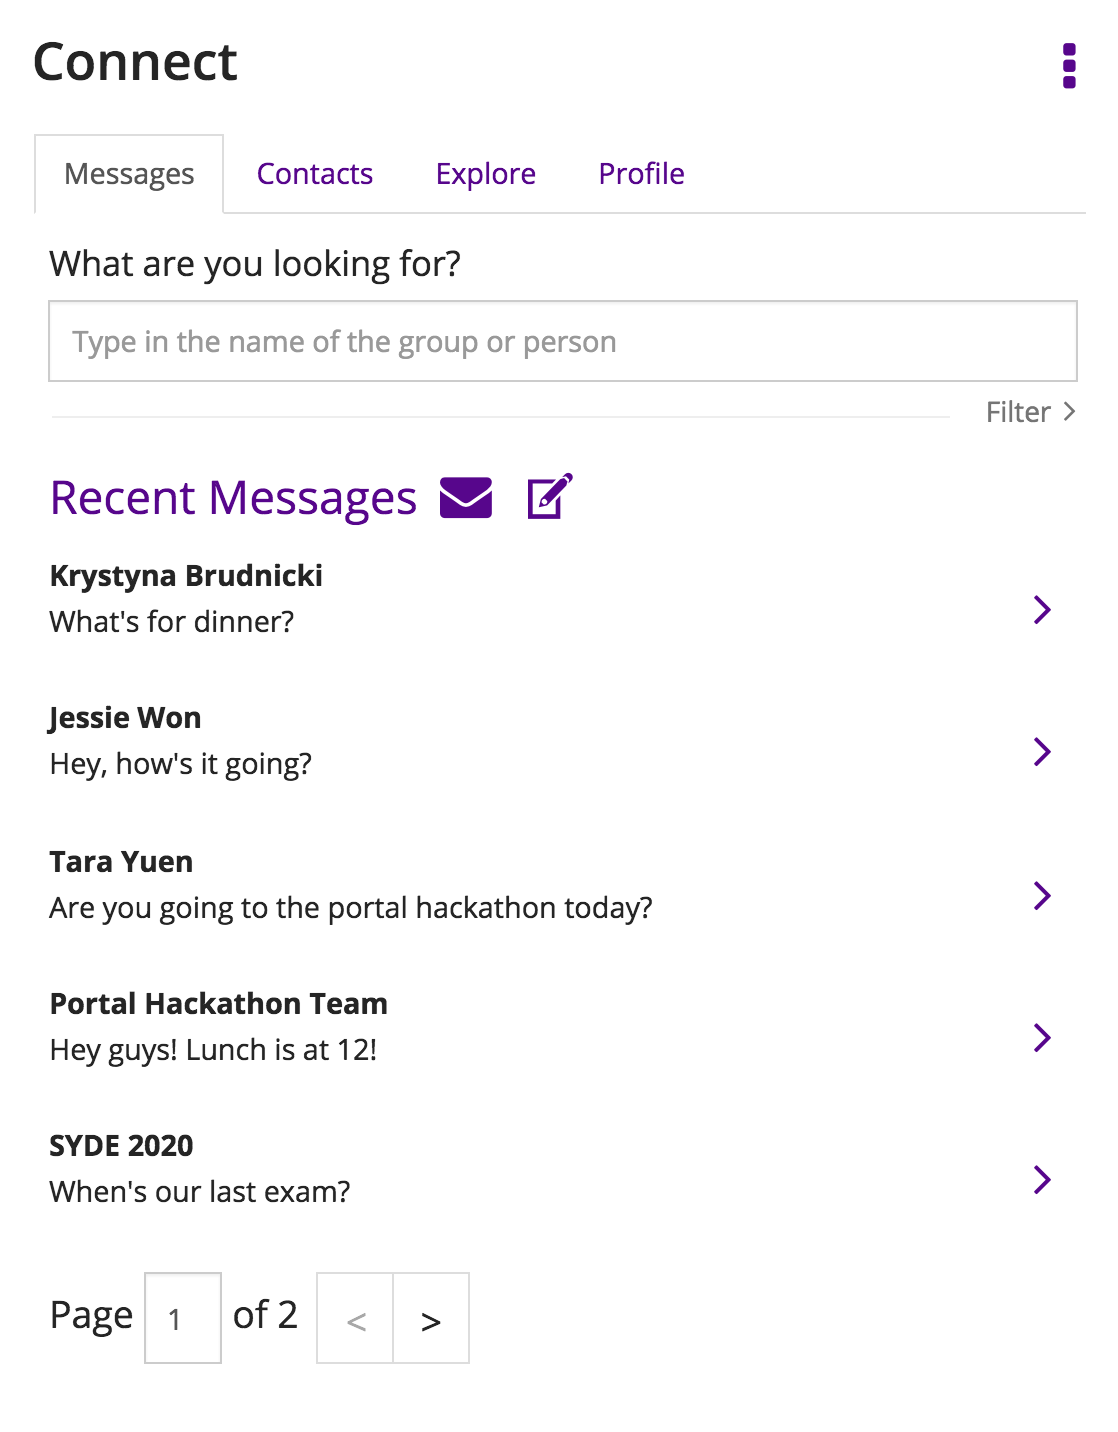 Connect
Messages Contacts Explore Profile
What are you looking for?
Type in the name of the group or person
Filter >
Recent Messages
Krystyna Brudnicki
What's for dinner?
Jessie Won
Hey, how's it going?
Tara Yuen
Are you going to the portal hackathon today?
Portal Hackathon Team
Hey guys! Lunch is at 12!
SYDE 2020
When's our last exam?
Page 1 of 2 < >